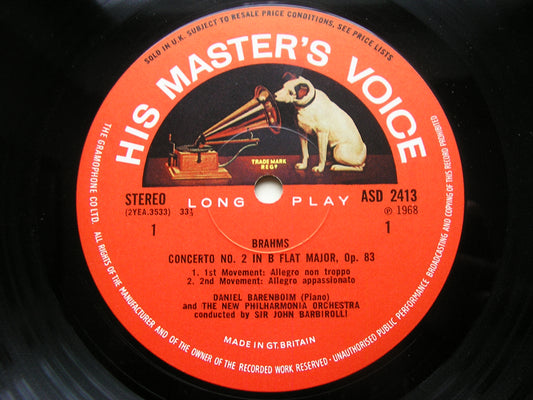 SOLD IN U.K. SUBJECT TO RESALE PRICE CONDITIONS, SEE PRICE LISTS
HIS MASTER'S VOICE
TRADE MARK
REGD
STEREO
(2YEA.3533) 33⅓
1
LONG PLAY
ASD 2413
℗ 1968
1
BRAHMS
CONCERTO NO. 2 IN B FLAT MAJOR, Op. 83
1. 1st Movement: Allegro non troppo
2. 2nd Movement: Allegro appassionato
DANIEL BARENBOIM (Piano)
and THE NEW PHILHARMONIA ORCHESTRA
conducted by SIR JOHN BARBIROLLI
MADE IN GT. BRITAIN
THE GRAMOPHONE CO LTD. ALL RIGHTS OF THE MANUFACTURER AND OF THE OWNER OF THE RECORDED WORK RESERVED · UNAUTHORISED PUBLIC PERFORMANCE BROADCASTING AND COPYING OF THIS RECORD PROHIBITED